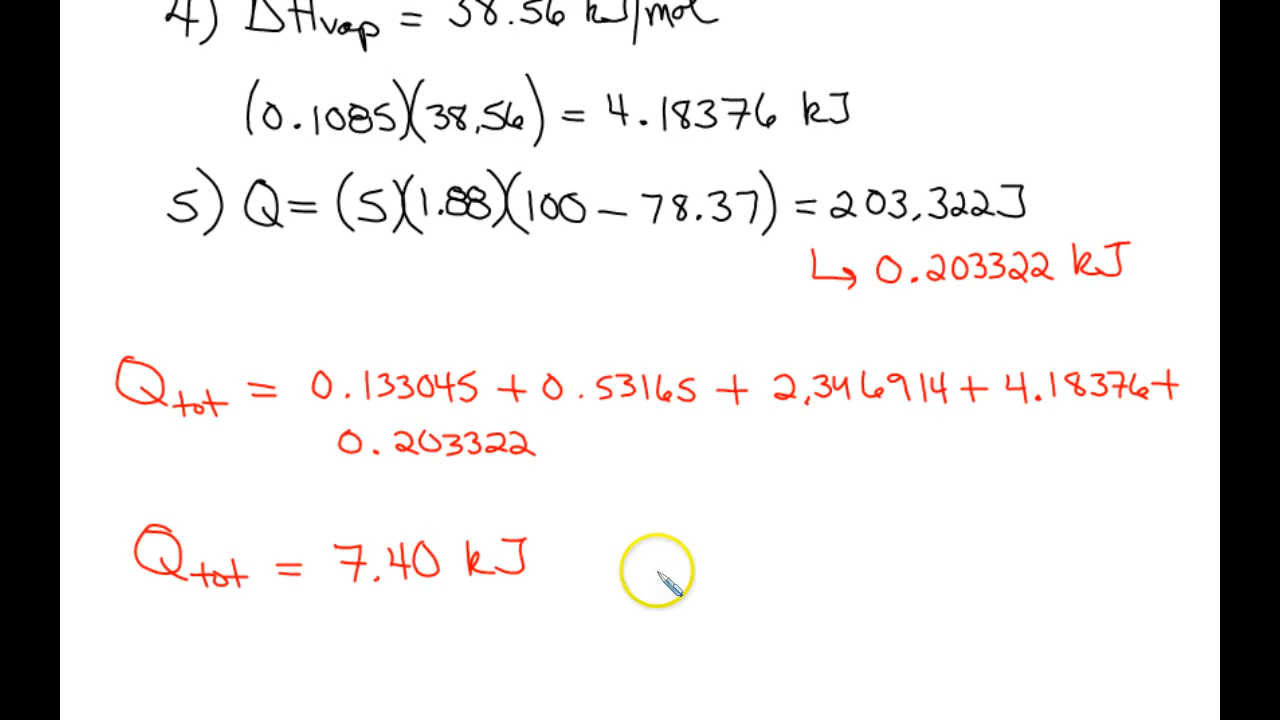 4) ΔHvap = 38.56 kJ/mol
(0.1085)(38.56) = 4.18376 kJ
5) Q = (5)(1.88)(100 - 78.37) = 203.322J
↳ 0.203322 kJ
Qtot = 0.133045 + 0.53165 + 2.346914 + 4.18376 +
0.203322
Qtot = 7.40 kJ